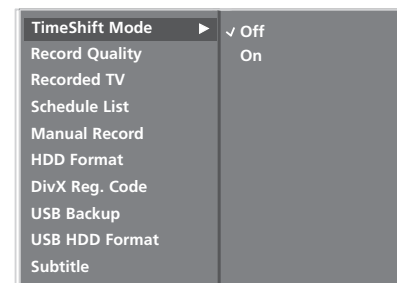 TimeShift Mode
Off
Record Quality
On
Recorded TV
Schedule List
Manual Record
HDD Format
DivX Reg. Code
USB Backup
USB HDD Format
Subtitle